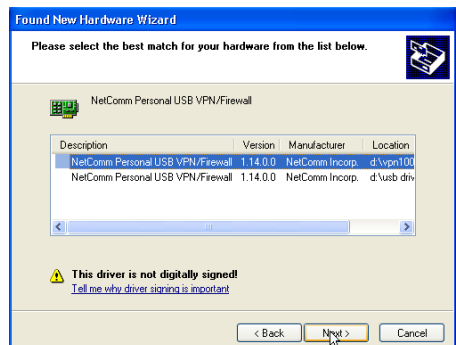 Found New Hardware Wizard
Please select the best match for your hardware from the list below.
NetComm Personal USB VPN/Firewall
Description Version Manufacturer Location
NetComm Personal USB VPN/Firewall 1.14.0.0 NetComm Incorp. d:\vpn100
NetComm Personal USB VPN/Firewall 1.14.0.0 NetComm Incorp. d:\usb driv
This driver is not digitally signed!
Tell me why driver signing is important
< Back Next > Cancel